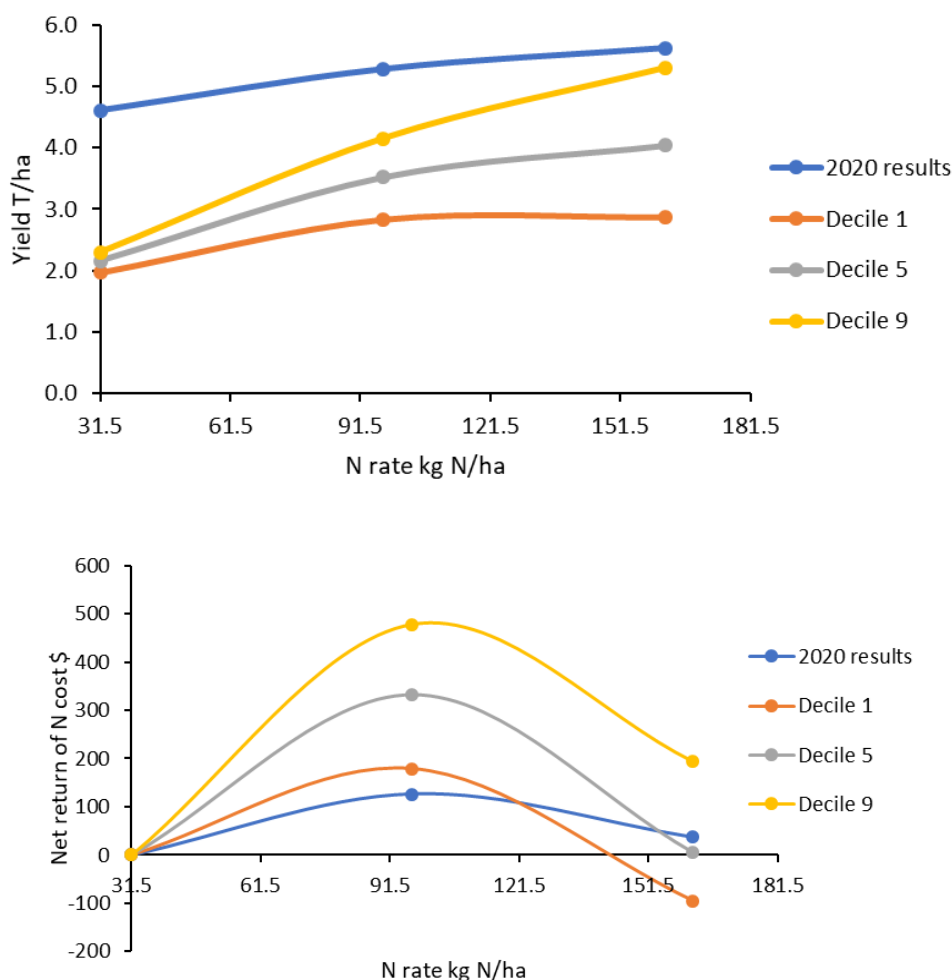 6.0
5.0
4.0
3.0
2.0
1.0
0.0
Yield T/ha
31.5 61.5 91.5 121.5 151.5 181.5
N rate kg N/ha
2020 results
Decile 1
Decile 5
Decile 9
600
500
400
300
200
100
0
-100
-200
Net return of N cost $
31.5 61.5 91.5 121.5 151.5 181.5
N rate kg N/ha
2020 results
Decile 1
Decile 5
Decile 9